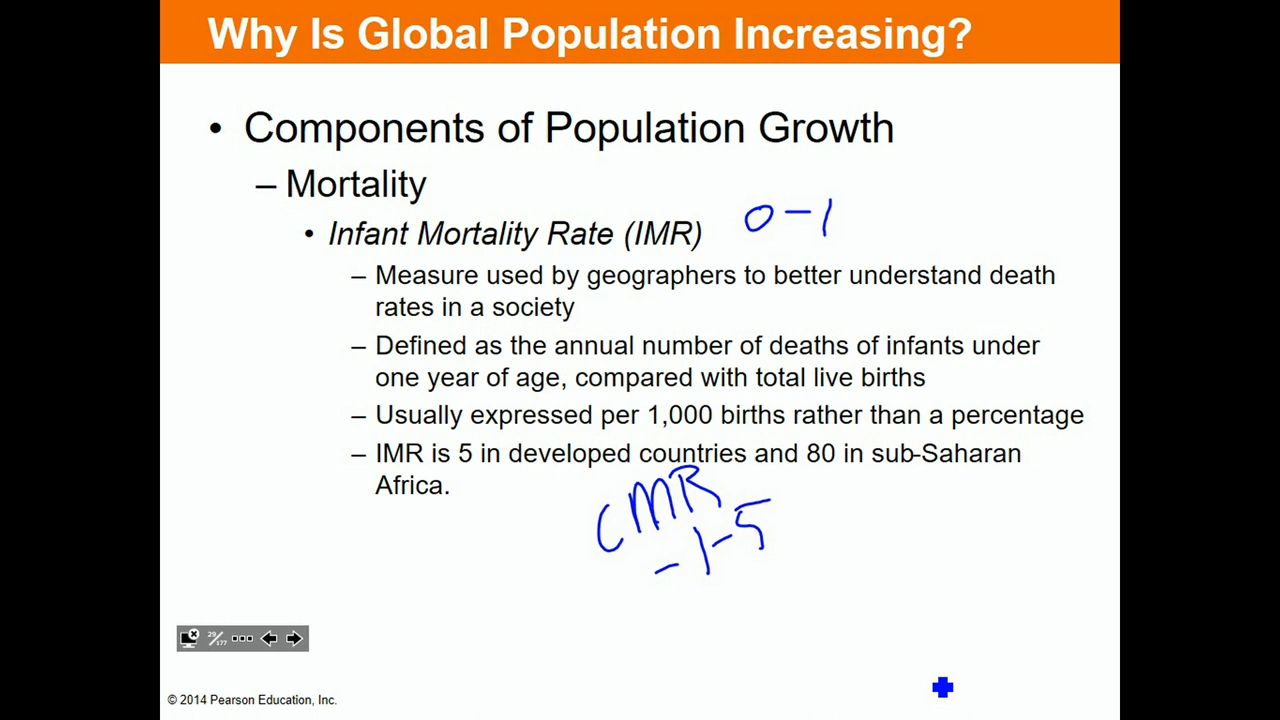 Why Is Global Population Increasing?
• Components of Population Growth
– Mortality
• Infant Mortality Rate (IMR) 0-1
– Measure used by geographers to better understand death
rates in a society
– Defined as the annual number of deaths of infants under
one year of age, compared with total live births
– Usually expressed per 1,000 births rather than a percentage
– IMR is 5 in developed countries and 80 in sub-Saharan
Africa.
CMR
- 1-5
29/177
© 2014 Pearson Education, Inc.